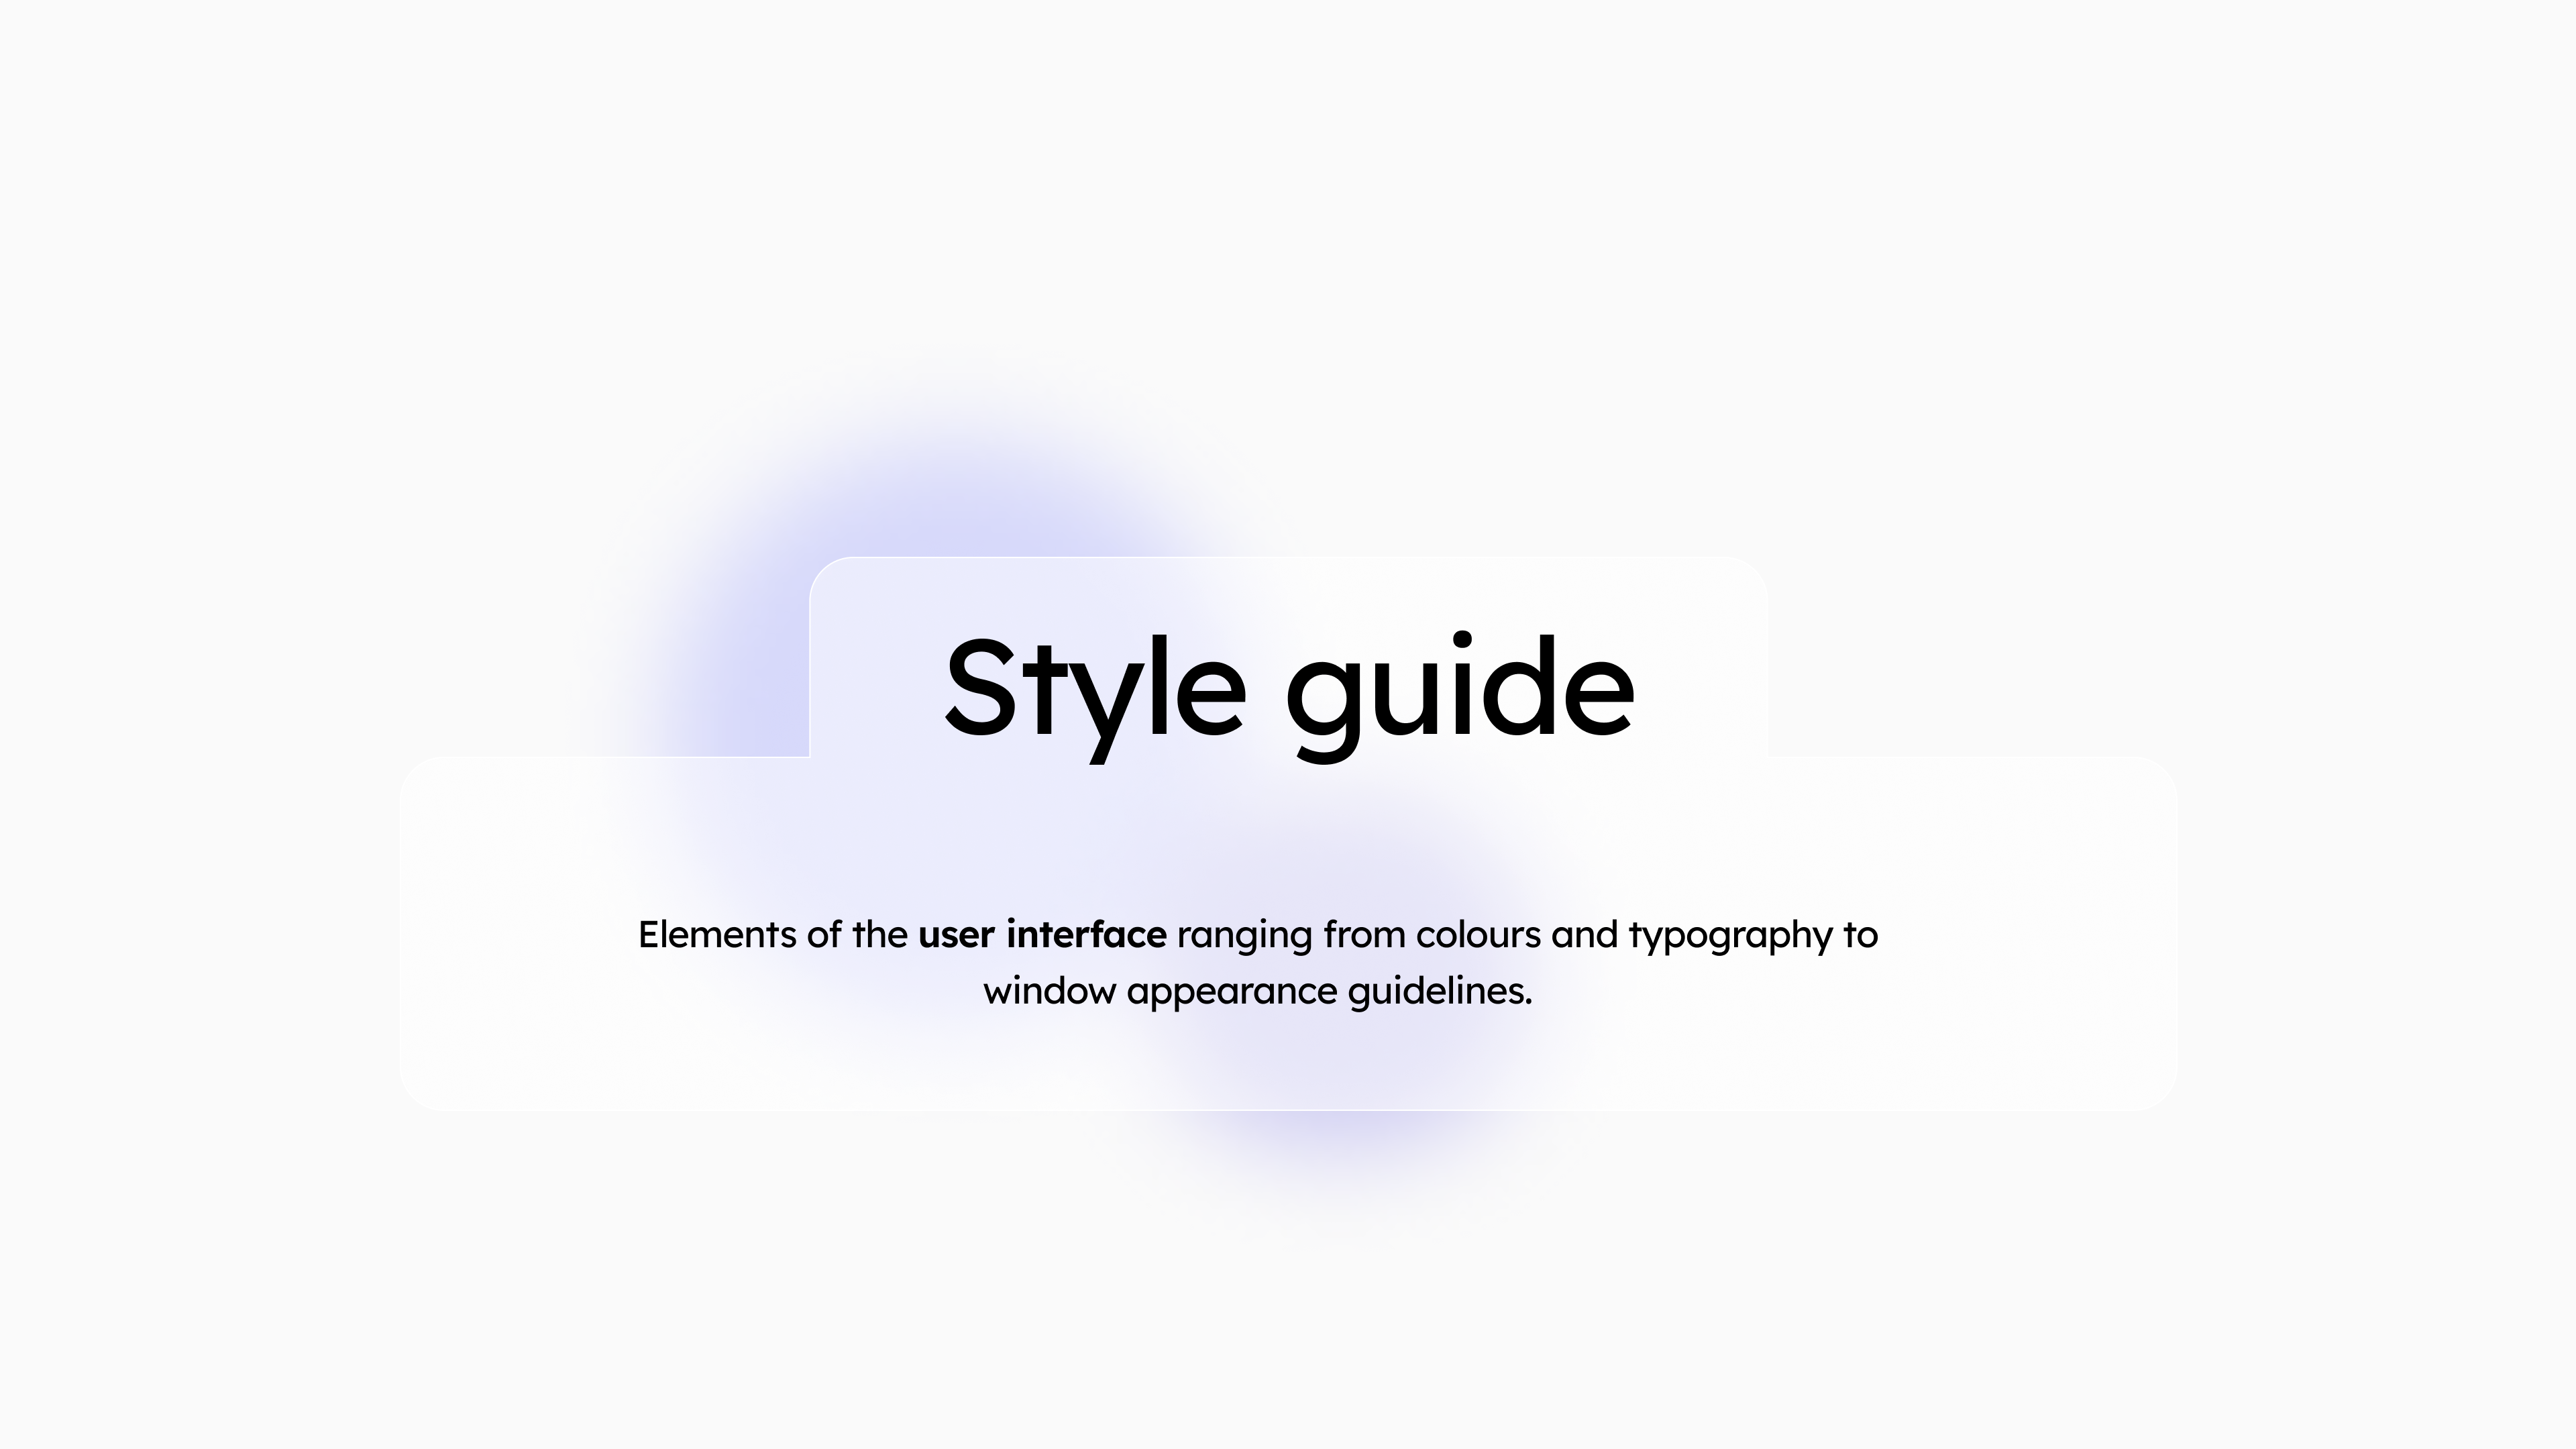 Style guide
Elements of the user interface ranging from colours and typography to
window appearance guidelines.